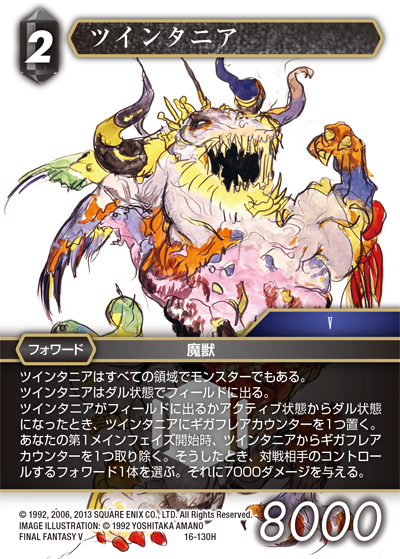 2
ツインタニア
V
フォワード
魔獣
ツインタニアはすべての領域でモンスターでもある。
ツインタニアはダル状態でフィールドに出る。
ツインタニアがフィールドに出るかアクティブ状態からダル状態
になったとき、ツインタニアにギガフレアカウンターを1つ置く。
あなたの第1メインフェイズ開始時、ツインタニアからギガフレア
カウンターを1つ取り除く。そうしたとき、対戦相手のコントロー
ルするフォワード1体を選ぶ。それに7000ダメージを与える。
© 1992, 2006, 2013 SQUARE ENIX CO., LTD. All Rights Reserved.
IMAGE ILLUSTRATION: © 1992 YOSHITAKA AMANO
FINAL FANTASY V
16-130H
8000